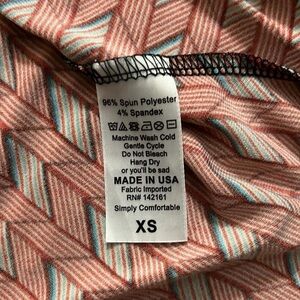 96% Spun Polyester
4% Spandex
Machine Wash Cold
Gentle Cycle
Do Not Bleach
Hang Dry
or you'll be sad
MADE IN USA
Fabric Imported
RN# 142161
Simply Comfortable
XS